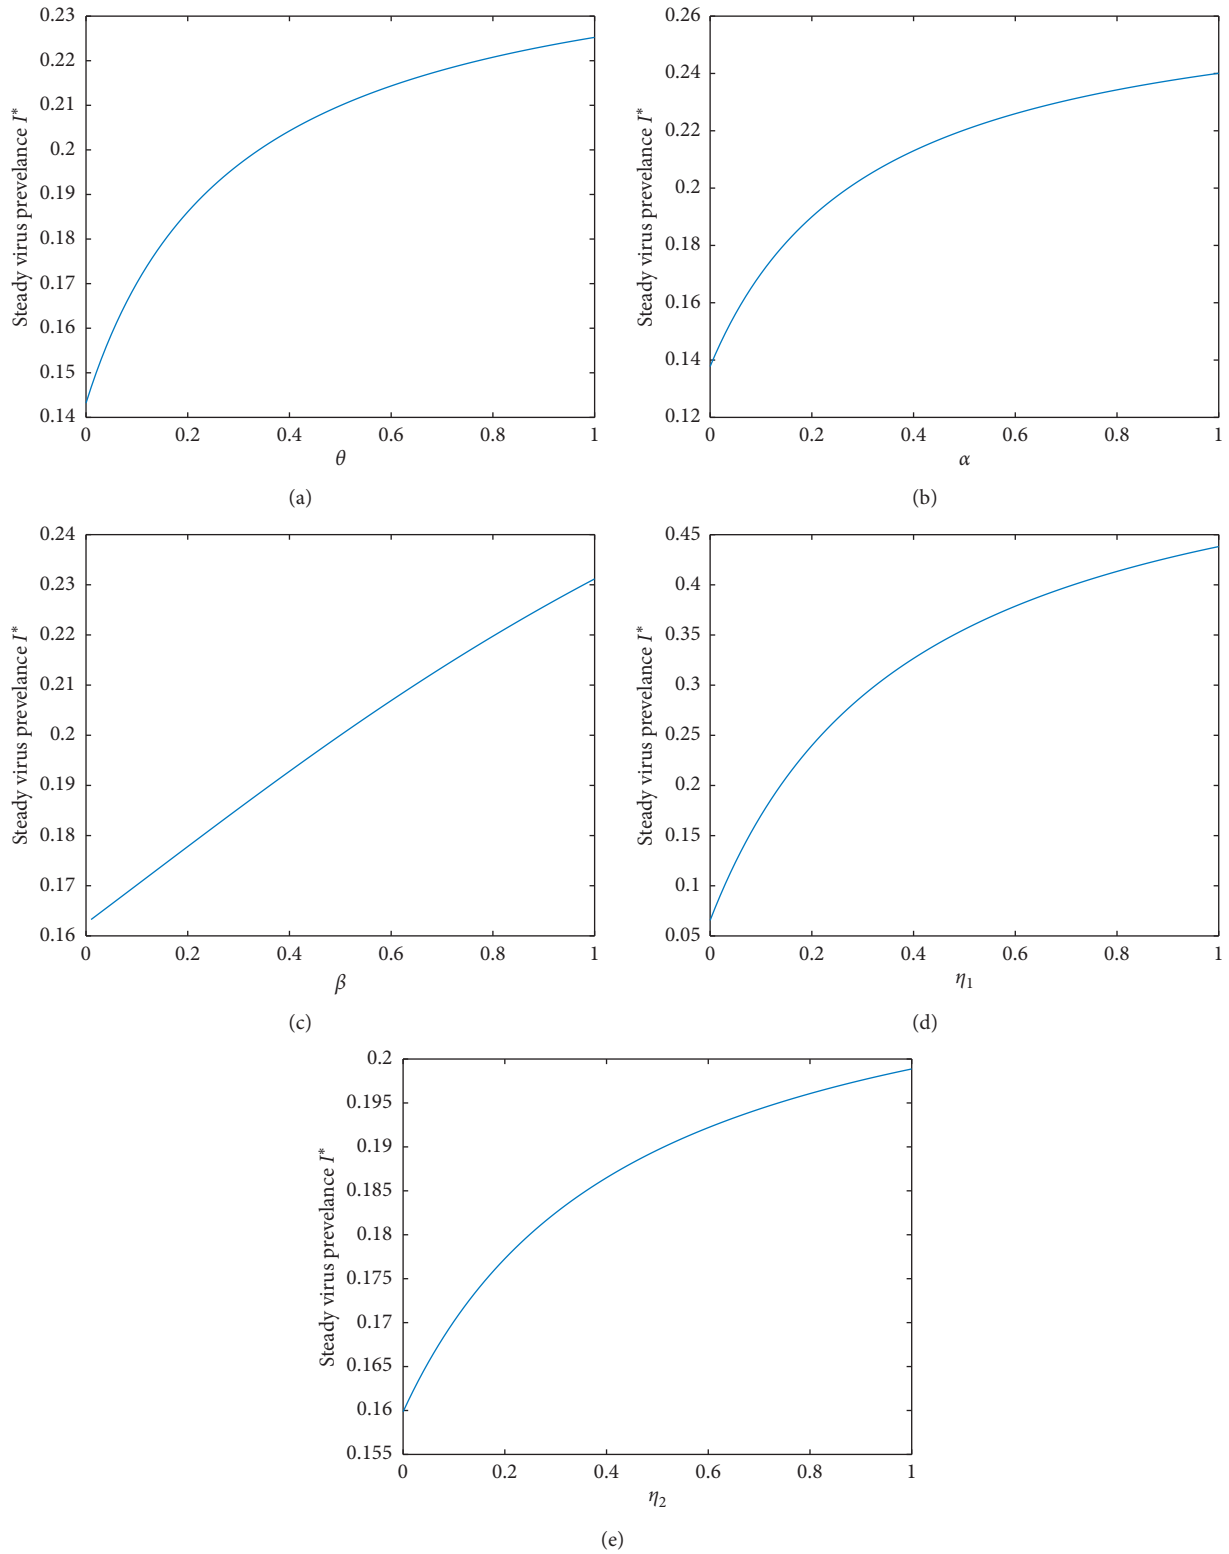 0.23
0.22
0.21
0.2
0.19
0.18
0.17
0.16
0.15
0.14
Steady virus prevelance I*
0 0.2 0.4 0.6 0.8 1
θ
(a)
0.26
0.24
0.22
0.2
0.18
0.16
0.14
0.12
Steady virus prevelance I*
0 0.2 0.4 0.6 0.8 1
α
(b)
0.24
0.23
0.22
0.21
0.2
0.19
0.18
0.17
0.16
Steady virus prevelance I*
0 0.2 0.4 0.6 0.8 1
β
(c)
0.45
0.4
0.35
0.3
0.25
0.2
0.15
0.1
0.05
Steady virus prevelance I*
0 0.2 0.4 0.6 0.8 1
η1
(d)
0.2
0.195
0.19
0.185
0.18
0.175
0.17
0.165
0.16
0.155
Steady virus prevelance I*
0 0.2 0.4 0.6 0.8 1
η2
(e)